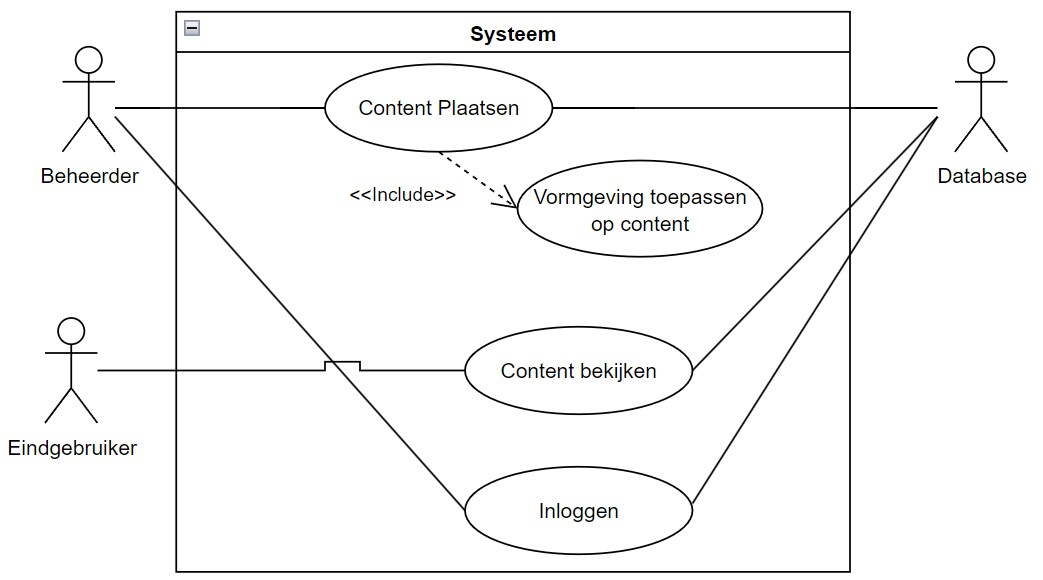 Systeem
Content Plaatsen
Beheerder
Database
<<Include>>
Vormgeving toepassen
op content
Content bekijken
Eindgebruiker
Inloggen